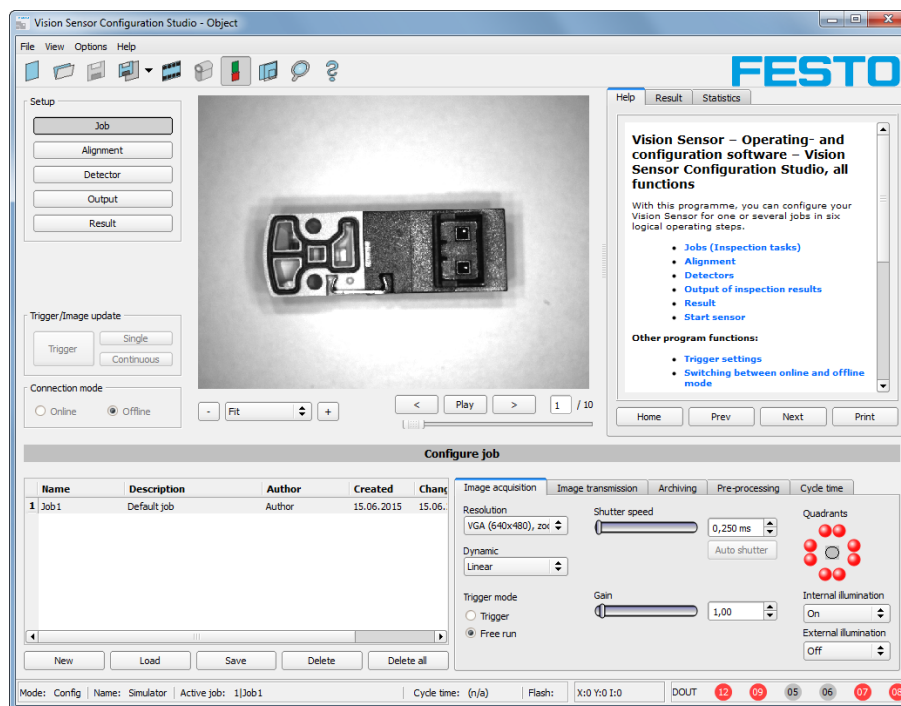 Vision Sensor Configuration Studio - Object
File View Options Help
FESTO
Setup
Job
Alignment
Detector
Output
Result
Trigger/Image update
Trigger
Single
Continuous
Connection mode
Online
Offline
-
Fit
+
<
Play
>
1 / 10
Help Result Statistics
Vision Sensor – Operating- and
configuration software – Vision
Sensor Configuration Studio, all
functions
With this programme, you can configure your
Vision Sensor for one or several jobs in six
logical operating steps.
• Jobs (Inspection tasks)
• Alignment
• Detectors
• Output of inspection results
• Result
• Start sensor
Other program functions:
• Trigger settings
• Switching between online and offline
mode
Home Prev Next Print
Configure job
Name Description Author Created Chang
1 Job1 Default job Author 15.06.2015 15.06.
New Load Save Delete Delete all
Image acquisition Image transmission Archiving Pre-processing Cycle time
Resolution
VGA (640x480), zoo
Dynamic
Linear
Trigger mode
Trigger
Free run
Shutter speed
0,250 ms
Auto shutter
Gain
1,00
Quadrants
Internal illumination
On
External illumination
Off
Mode: Config Name: Simulator Active job: 1|Job1 Cycle time: (n/a) Flash: X:0 Y:0 I:0 DOUT 12 09 05 06 07 08